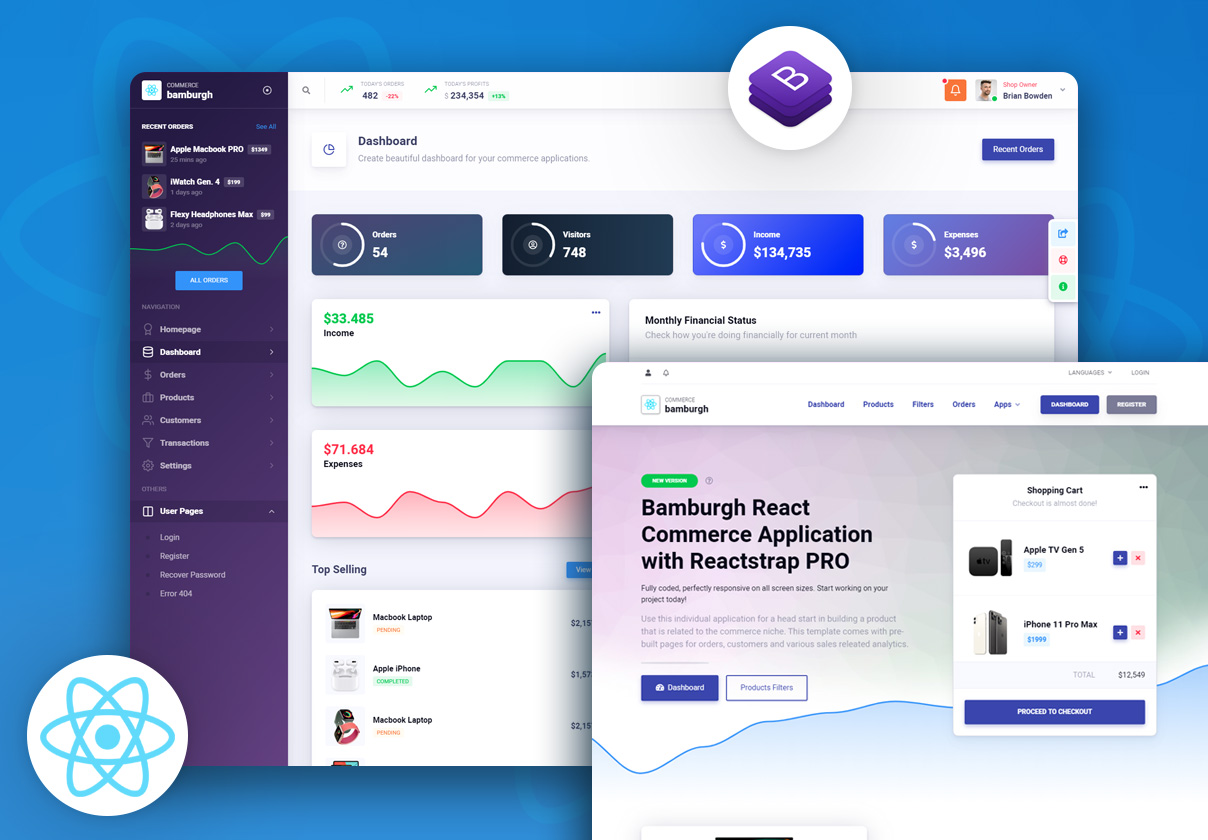 COMMERCE
bamburgh
RECENT ORDERS See All
Apple Macbook PRO $1349
25 mins ago
iWatch Gen. 4 $199
1 days ago
Flexy Headphones Max $99
2 days ago
ALL ORDERS
NAVIGATION
Homepage
Dashboard
Orders
Products
Customers
Transactions
Settings
OTHERS
User Pages
Login
Register
Recover Password
Error 404
TODAY'S ORDERS
482 -22%
TODAY'S PROFITS
$ 234,354 +13%
B
Shop Owner
Brian Bowden
Dashboard
Create beautiful dashboard for your commerce applications.
Recent Orders
Orders
54
Visitors
748
Income
$134,735
Expenses
$3,496
$33.485
Income
Monthly Financial Status
Check how you're doing financially for current month
$71.684
Expenses
Top Selling
View
Macbook Laptop
PENDING
$2,15
Apple iPhone
COMPLETED
$1,57
Macbook Laptop
PENDING
$2,15
LANGUAGES LOGIN
COMMERCE
bamburgh
Dashboard Products Filters Orders Apps DASHBOARD REGISTER
NEW VERSION
Bamburgh React
Commerce Application
with Reactstrap PRO
Fully coded, perfectly responsive on all screen sizes. Start working on your
project today!
Use this individual application for a head start in building a product
that is related to the commerce niche. This template comes with pre-
built pages for orders, customers and various sales releated analytics.
Dashboard Products Filters
Shopping Cart
Checkout is almost done!
Apple TV Gen 5
$299
iPhone 11 Pro Max
$1999
TOTAL $12,549
PROCEED TO CHECKOUT